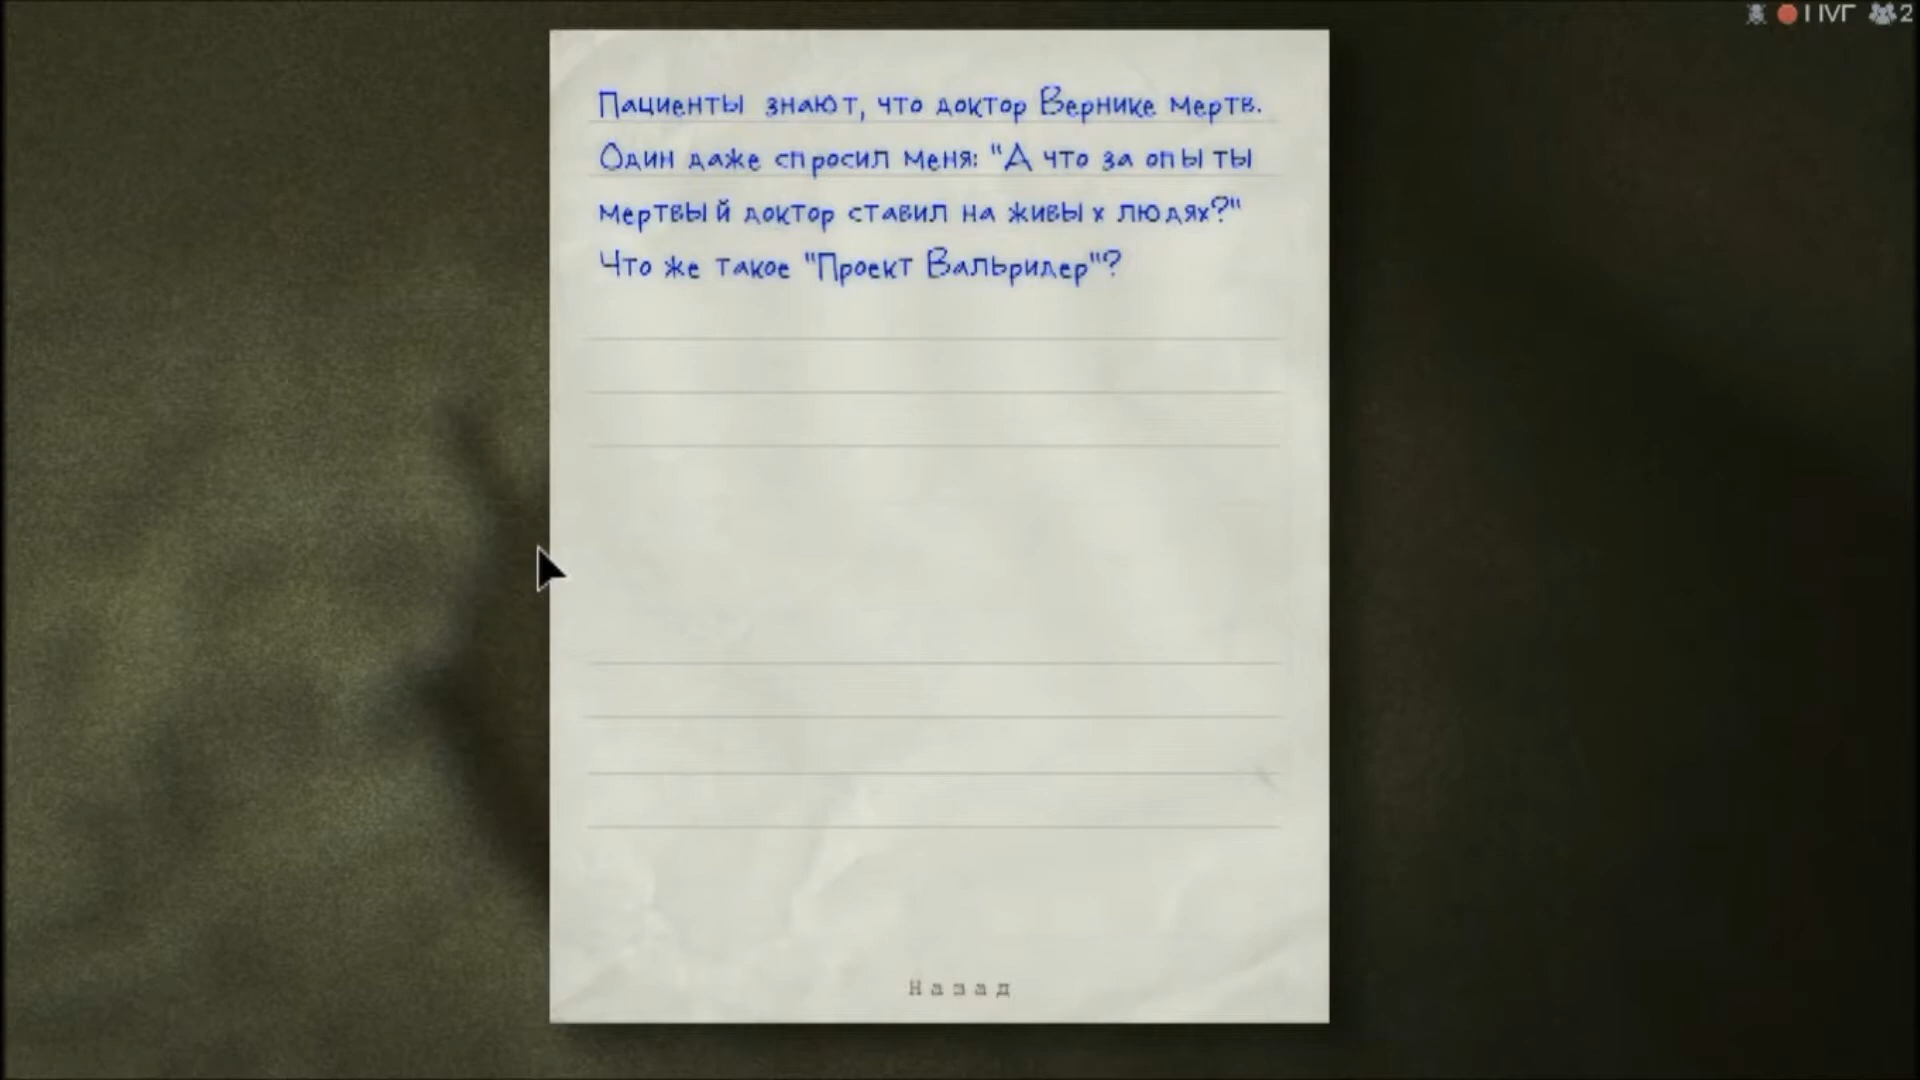 Пациенты знают, что доктор Вернике мертв.
Один даже спросил меня: "А что за опыты
мертвый доктор ставил на живых людях?"
Что же такое "Проект Вальридер"?
Назад
2